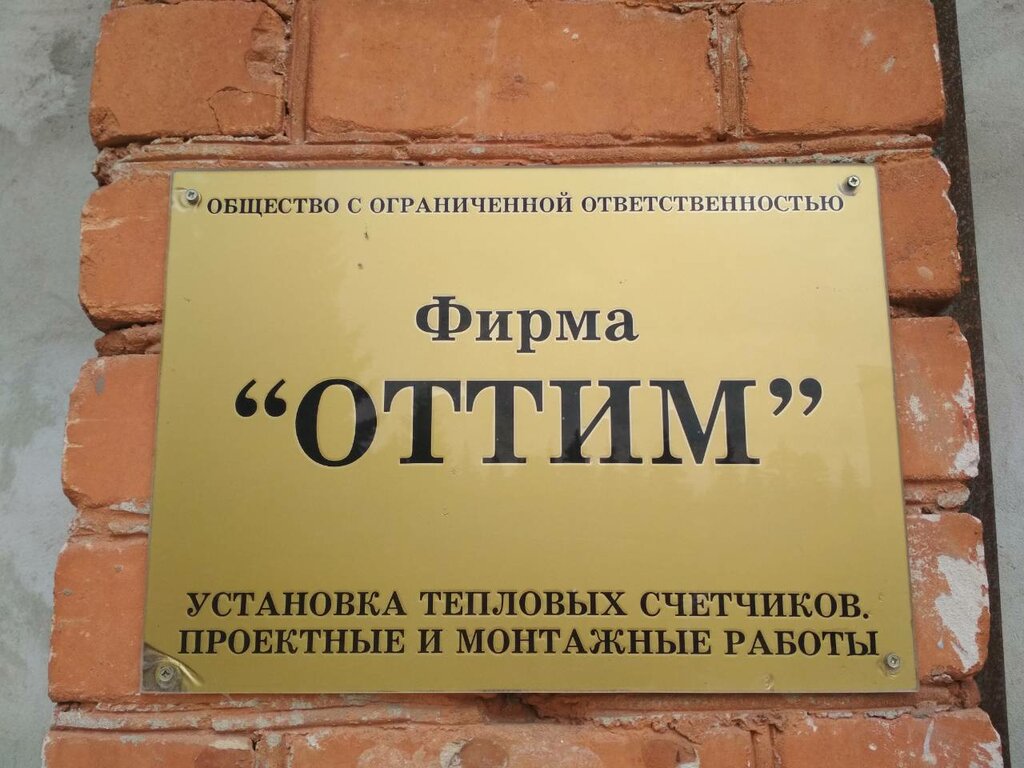 ОБЩЕСТВО С ОГРАНИЧЕННОЙ ОТВЕТСТВЕННОСТЬЮ
Фирма
“ОТТИМ”
УСТАНОВКА ТЕПЛОВЫХ СЧЕТЧИКОВ.
ПРОЕКТНЫЕ И МОНТАЖНЫЕ РАБОТЫ